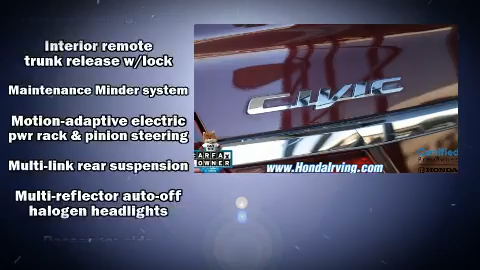 Interior remote
trunk release w/lock
Maintenance Minder system
Motion-adaptive electric
pwr rack & pinion steering
Multi-link rear suspension
Multi-reflector auto-off
halogen headlights
CIVIC
CARFAX
OWNER
www.HondaIrving.com
Certified
HONDA